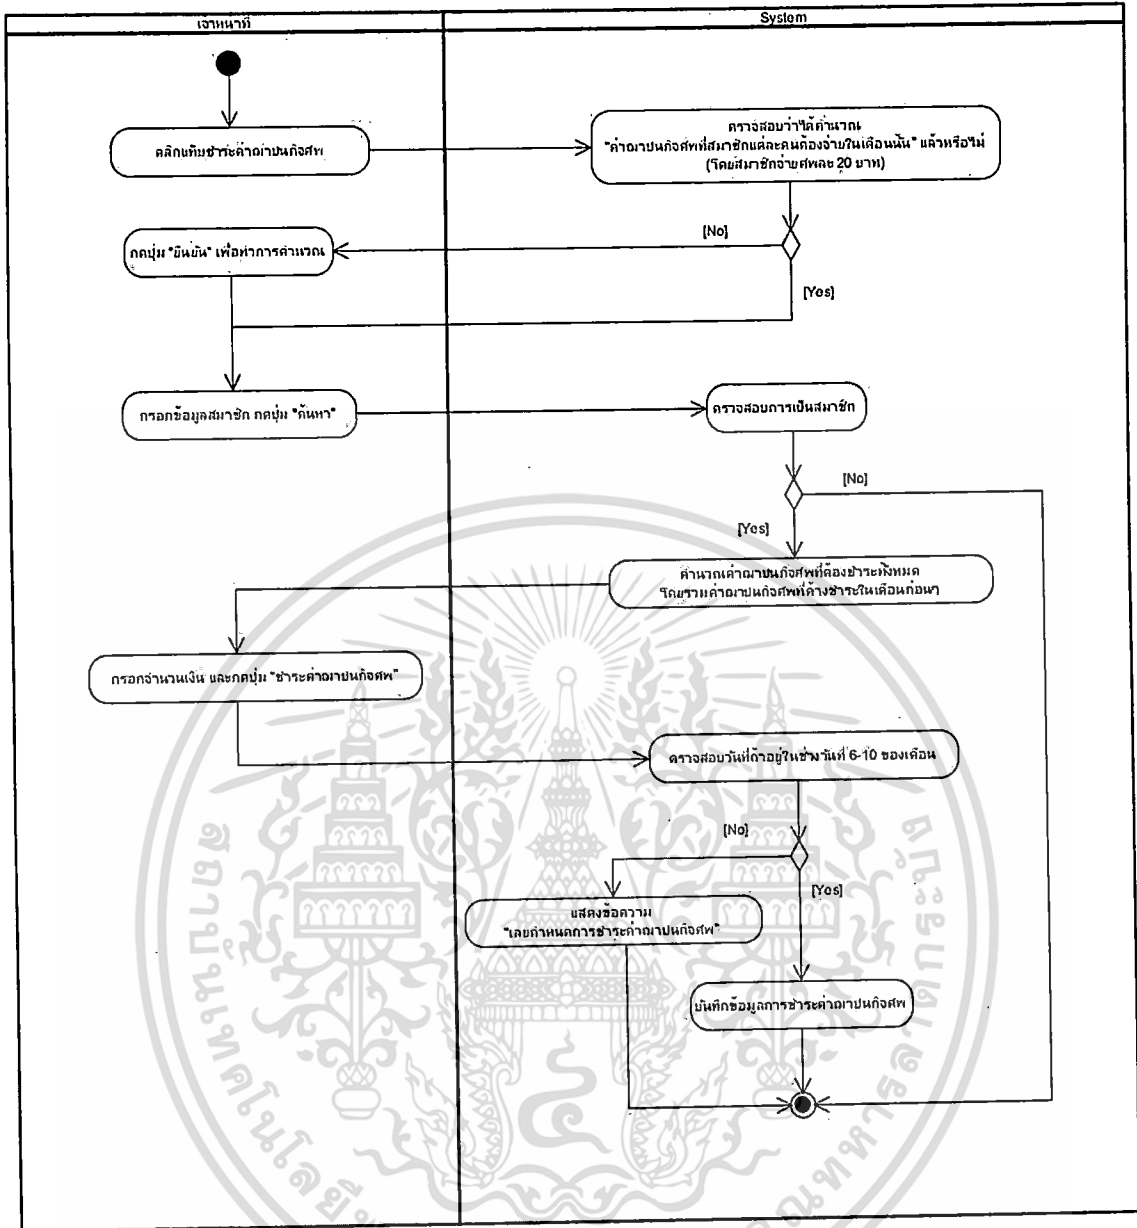 เจ้าหน้าที่
System
คลิกแท็บชำระค่าฌาปนกิจศพ
ตรวจสอบว่าได้คำนวณ
"ค่าฌาปนกิจศพที่สมาชิกแต่ละคนต้องจ่ายในเดือนนั้น" แล้วหรือไม่
(โดยสมาชิกจ่ายศพละ 20 บาท)
[No]
กดปุ่ม "ยืนยัน" เพื่อทำการคำนวณ
[Yes]
กรอกข้อมูลสมาชิก กดปุ่ม "ค้นหา"
ตรวจสอบการเป็นสมาชิก
[No]
[Yes]
คำนวณค่าฌาปนกิจศพที่ต้องชำระทั้งหมด
โดยรวมค่าฌาปนกิจศพที่ค้างชำระในเดือนก่อนๆ
กรอกจำนวนเงิน และกดปุ่ม "ชำระค่าฌาปนกิจศพ"
ตรวจสอบวันที่ถ้าอยู่ในช่วงวันที่ 6-10 ของเดือน
[No]
[Yes]
แสดงข้อความ
"เลยกำหนดการชำระค่าฌาปนกิจศพ"
บันทึกข้อมูลการชำระค่าฌาปนกิจศพ